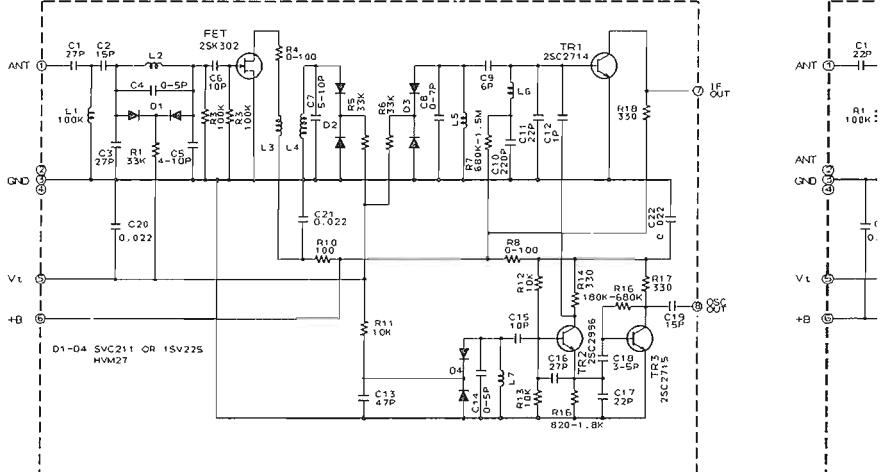 FET
2SK302
C1
27P
C2
15P
L2
R4
0-100
TR1
2SC2714
C1
22P
ANT
1
C4
0-5P
C6
10P
C7
5-10P
R5
33K
R6
33K
D3
C8
0-7P
C9
6P
L6
ANT
1
7
IF
OUT
D1
L1
100K
R3
100K
D2
L5
R7
680K-1.5M
C10
220P
C11
22P
C12
1P
R18
330
R1
100K
C3
27P
R1
33K
C5
4-10P
L3
L4
2
GND
3
4
ANT
2
GND
3
4
C20
0.022
C21
0.022
C22
0.022
R10
100
R8
0-100
Vt
5
R12
10K
R14
330
180K-680K
R16
R17
330
8
OSC
OUT
Vt
5
+B
6
R11
10K
C15
10P
C19
15P
+B
6
D1-D4 SVC211 OR 1SV225
HVM27
D4
TR2
2SC2996
C16
27P
C18
3-5P
TR3
2SC2715
C13
47P
C14
0-5P
L7
R13
10K
C17
22P
R16
820-1.8K